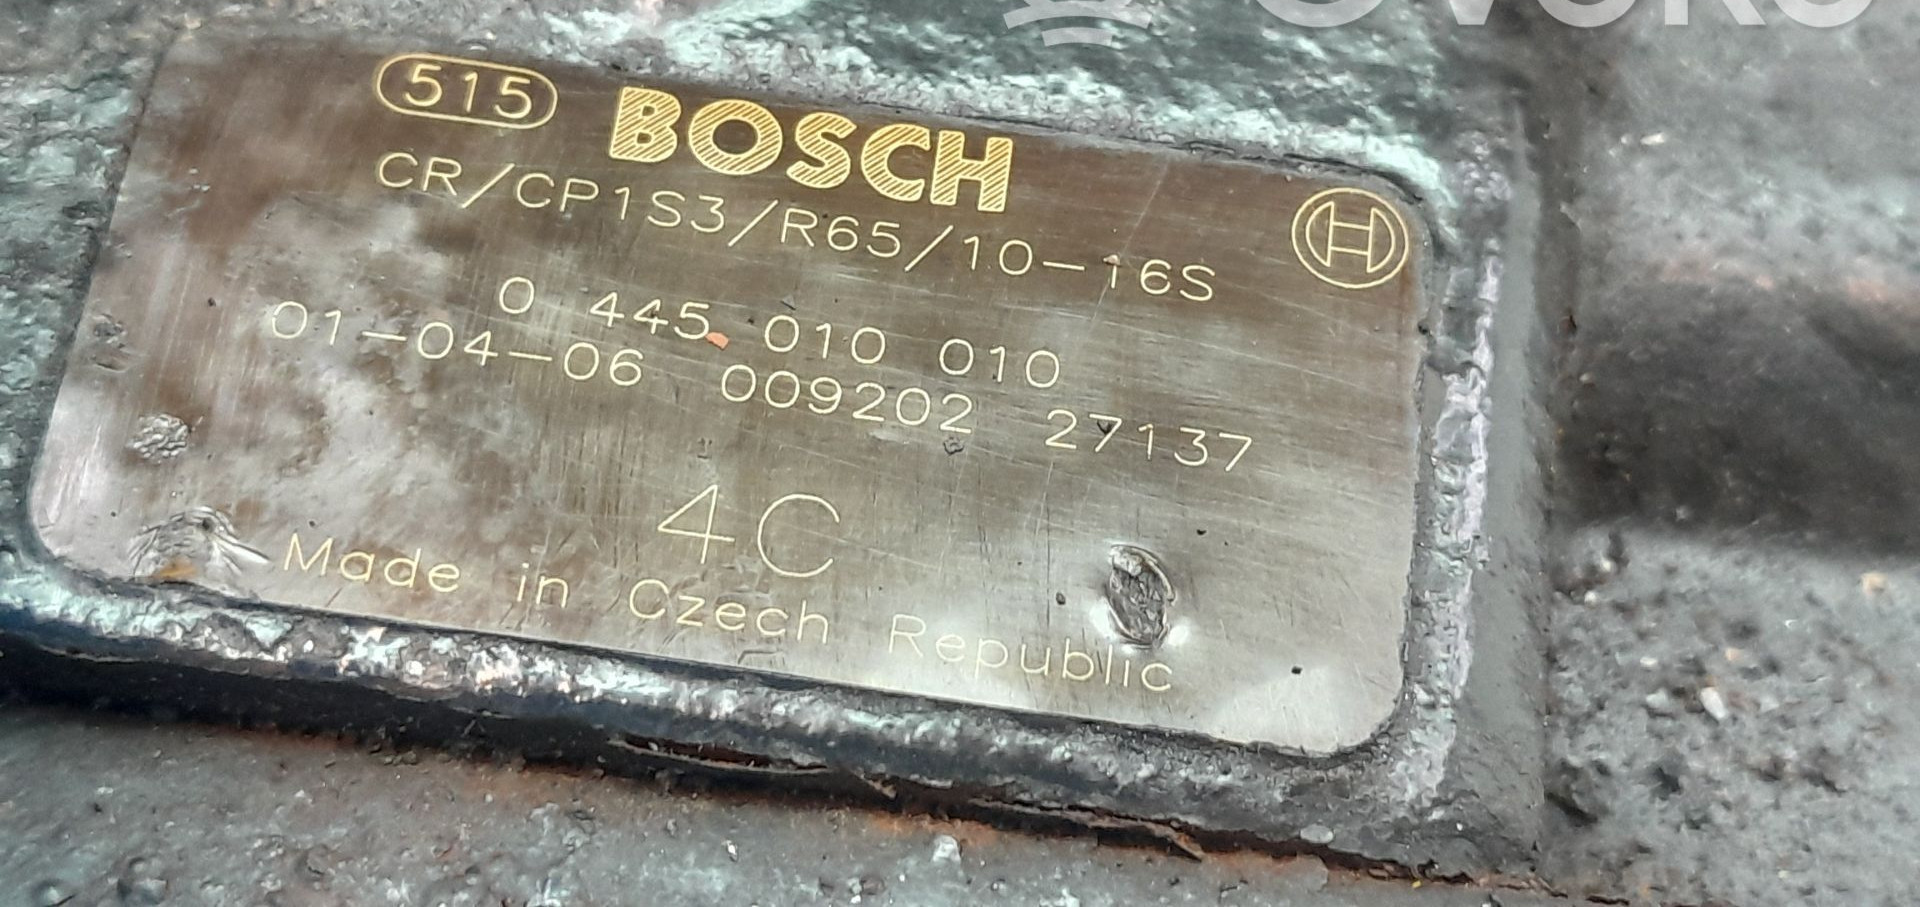 515 BOSCH
CR/CP1S3/R65/10-16S
0 445 010 010
01-04-06 009202 27137
4C
Made in Czech Republic